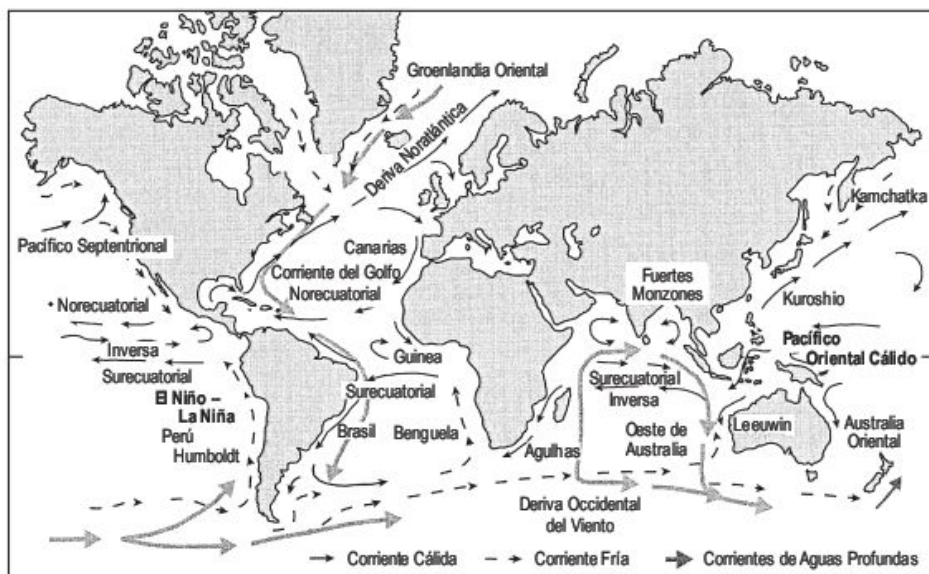 Groenlandia Oriental
Deriva Noratlántica
Kamchatka
Pacífico Septentrional
Canarias
Corriente del Golfo
Norecuatorial
Fuertes
Monzones
Norecuatorial
Kuroshio
Inversa
Surecuatorial
Guinea
Pacífico
Oriental Cálido
El Niño –
La Niña
Surecuatorial
Surecuatorial
Inversa
Perú
Humboldt
Brasil
Benguela
Agulhas
Oeste de
Australia
Leeuwin
Australia
Oriental
Deriva Occidental
del Viento
Corriente Cálida
Corriente Fría
Corrientes de Aguas Profundas